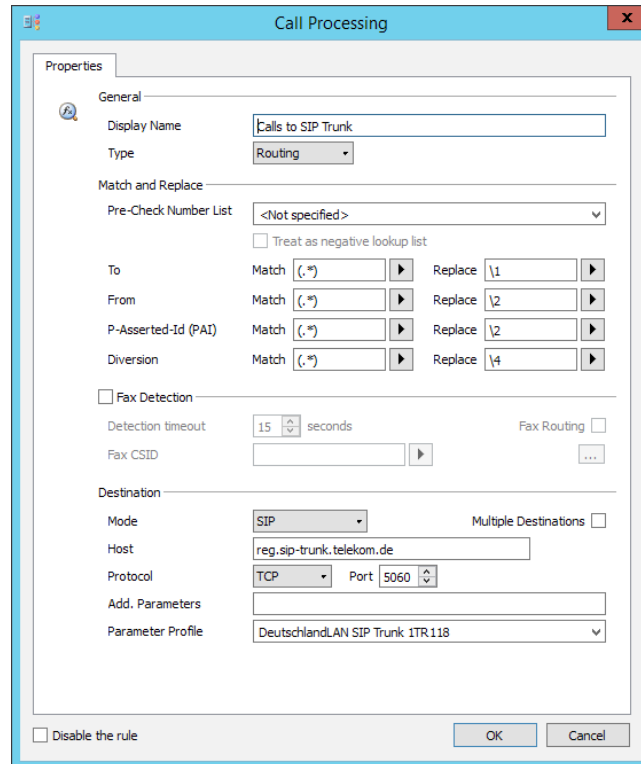 Call Processing
x
Properties
General
Display Name Calls to SIP Trunk
Type Routing
Match and Replace
Pre-Check Number List <Not specified>
Treat as negative lookup list
To Match (.*) Replace \1
From Match (.*) Replace \2
P-Asserted-Id (PAI) Match (.*) Replace \2
Diversion Match (.*) Replace \4
Fax Detection
Detection timeout 15 seconds Fax Routing
Fax CSID ...
Destination
Mode SIP Multiple Destinations
Host reg.sip-trunk.telekom.de
Protocol TCP Port 5060
Add. Parameters
Parameter Profile DeutschlandLAN SIP Trunk 1TR118
Disable the rule OK Cancel